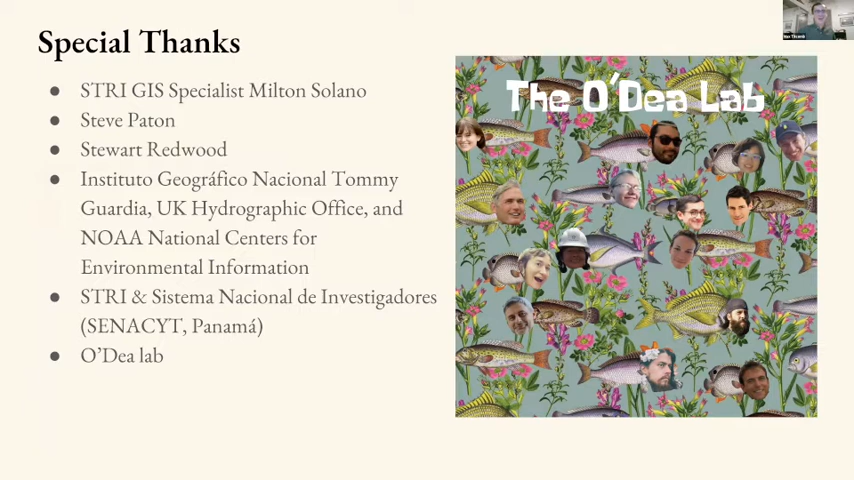 Special Thanks
● STRI GIS Specialist Milton Solano
● Steve Paton
● Stewart Redwood
● Instituto Geográfico Nacional Tommy
Guardia, UK Hydrographic Office, and
NOAA National Centers for
Environmental Information
● STRI & Sistema Nacional de Investigadores
(SENACYT, Panamá)
● O’Dea lab
The O'Dea Lab